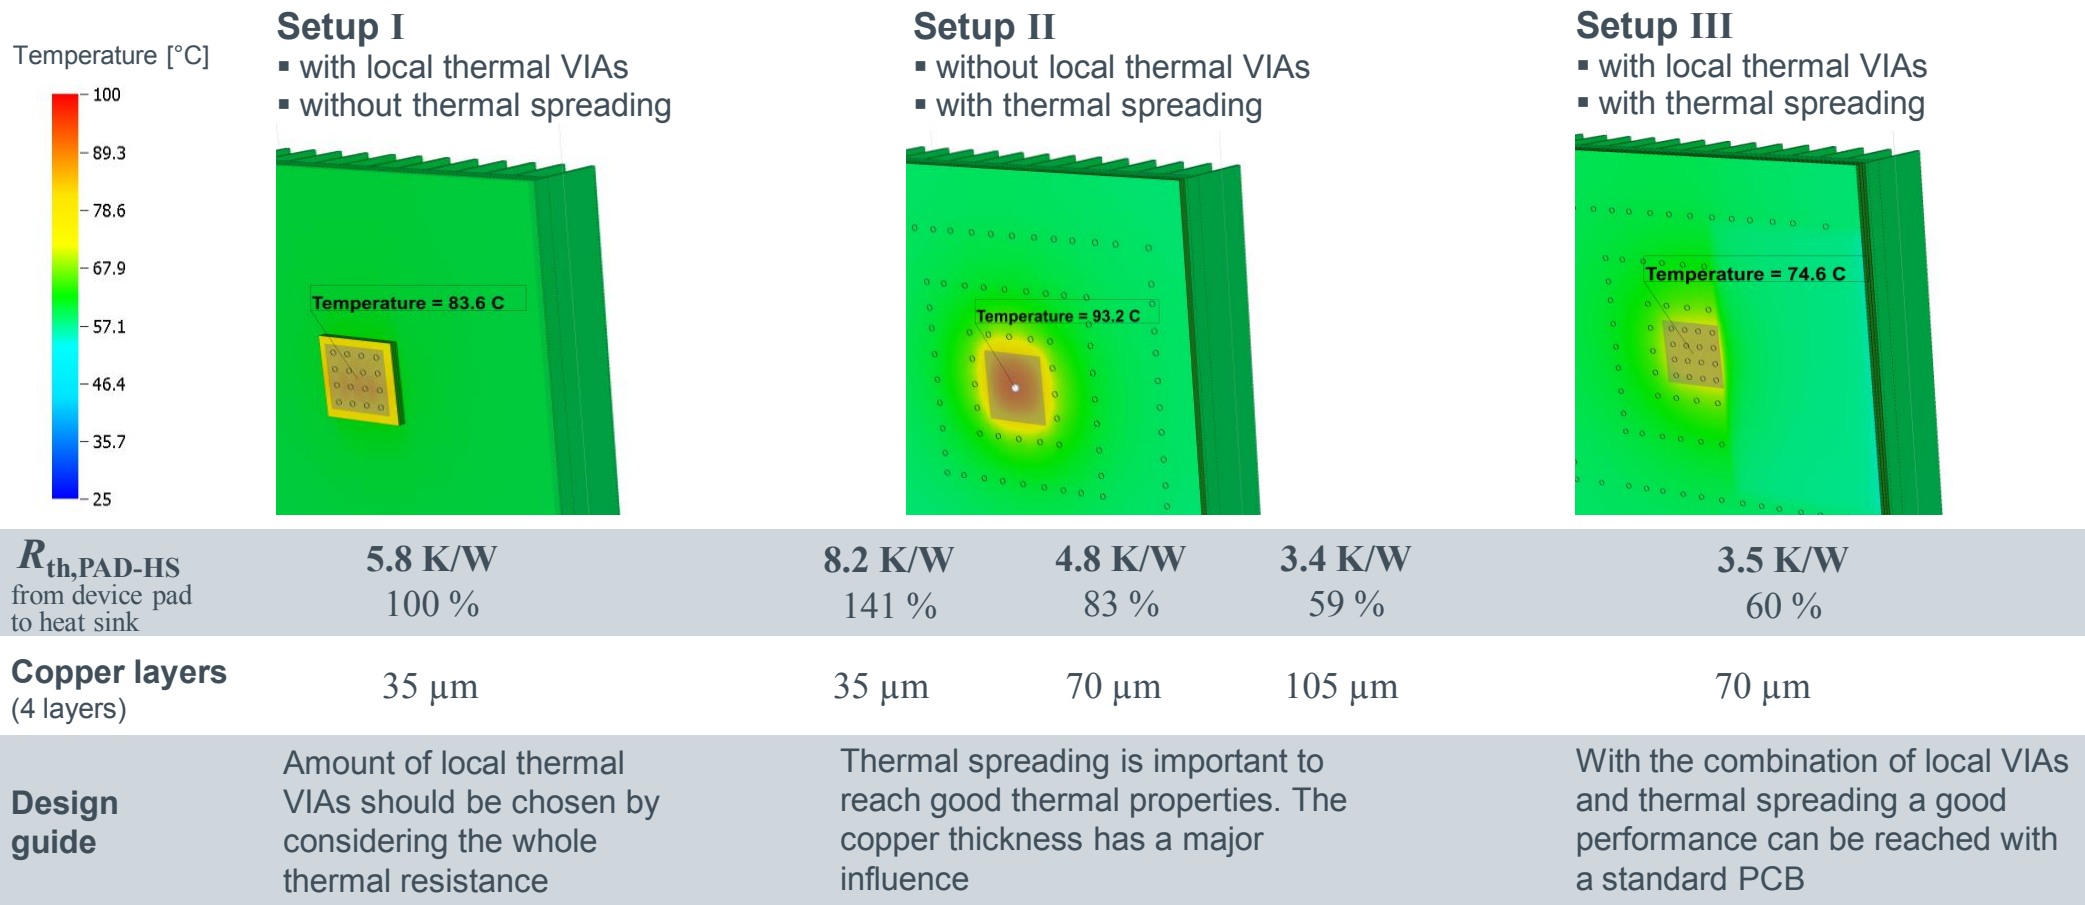 Temperature [°C]
100
89.3
78.6
67.9
57.1
46.4
35.7
25
Setup I
▪ with local thermal VIAs
▪ without thermal spreading
Temperature = 83.6 C
Setup II
▪ without local thermal VIAs
▪ with thermal spreading
Temperature = 93.2 C
Setup III
▪ with local thermal VIAs
▪ with thermal spreading
Temperature = 74.6 C
Rth,PAD-HS
from device pad
to heat sink
5.8 K/W
100 %
8.2 K/W
141 %
4.8 K/W
83 %
3.4 K/W
59 %
3.5 K/W
60 %
Copper layers
(4 layers)
35 µm
35 µm
70 µm
105 µm
70 µm
Design
guide
Amount of local thermal
VIAs should be chosen by
considering the whole
thermal resistance
Thermal spreading is important to
reach good thermal properties. The
copper thickness has a major
influence
With the combination of local VIAs
and thermal spreading a good
performance can be reached with
a standard PCB